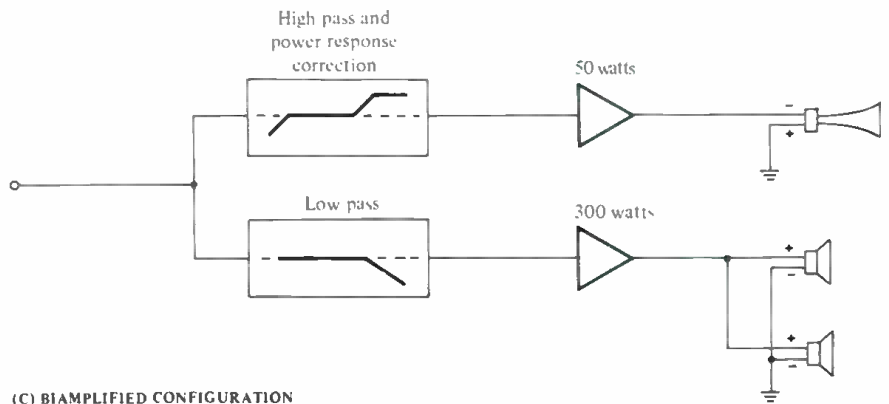 High pass and
power response
correction
50 watts
-
+
Low pass
300 watts
+
-
+
-
(C) BIAMPLIFIED CONFIGURATION